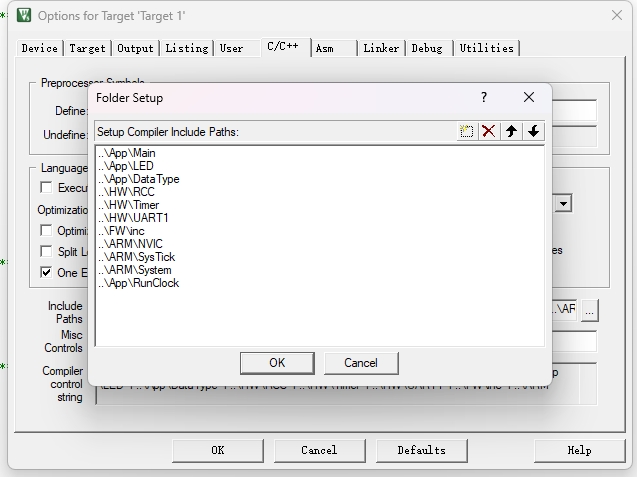 Options for Target 'Target 1'
Device Target Output Listing User C/C++ Asm Linker Debug Utilities
Preprocessor Symbols
Define:
Undefine:
Folder Setup
?
Setup Compiler Include Paths:
..\App\Main
..\App\LED
..\App\DataType
..\HW\RCC
..\HW\Timer
..\HW\UART1
..\FW\inc
..\ARM\NVIC
..\ARM\SysTick
..\ARM\System
..\App\RunClock
OK Cancel
Language
Execu
Optimizatio
Optimi
Split L
One E
es
Include
Paths
..\AR
...
Misc
Controls
Compiler
control
string
OK Cancel Defaults Help